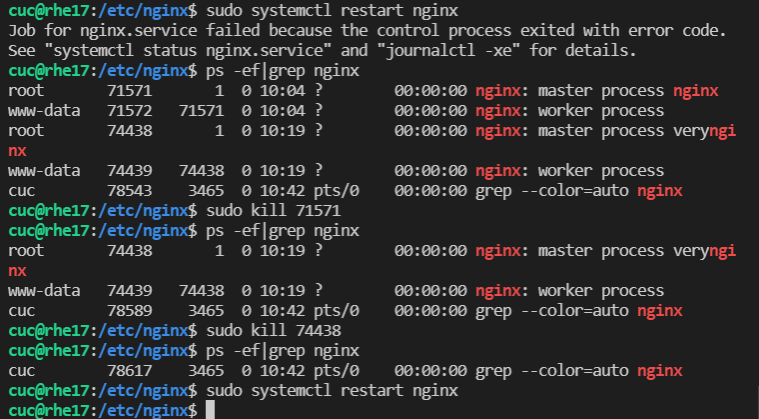 cuc@rhe17:/etc/nginx$ sudo systemctl restart nginx
Job for nginx.service failed because the control process exited with error code.
See "systemctl status nginx.service" and "journalctl -xe" for details.
cuc@rhe17:/etc/nginx$ ps -ef|grep nginx
root       71571       1  0 10:04 ?        00:00:00 nginx: master process nginx
www-data   71572   71571  0 10:04 ?        00:00:00 nginx: worker process
root       74438       1  0 10:19 ?        00:00:00 nginx: master process veryngi
nx
www-data   74439   74438  0 10:19 ?        00:00:00 nginx: worker process
cuc        78543    3465  0 10:42 pts/0    00:00:00 grep --color=auto nginx
cuc@rhe17:/etc/nginx$ sudo kill 71571
cuc@rhe17:/etc/nginx$ ps -ef|grep nginx
root       74438       1  0 10:19 ?        00:00:00 nginx: master process veryngi
nx
www-data   74439   74438  0 10:19 ?        00:00:00 nginx: worker process
cuc        78589    3465  0 10:42 pts/0    00:00:00 grep --color=auto nginx
cuc@rhe17:/etc/nginx$ sudo kill 74438
cuc@rhe17:/etc/nginx$ ps -ef|grep nginx
cuc        78617    3465  0 10:42 pts/0    00:00:00 grep --color=auto nginx
cuc@rhe17:/etc/nginx$ sudo systemctl restart nginx
cuc@rhe17:/etc/nginx$